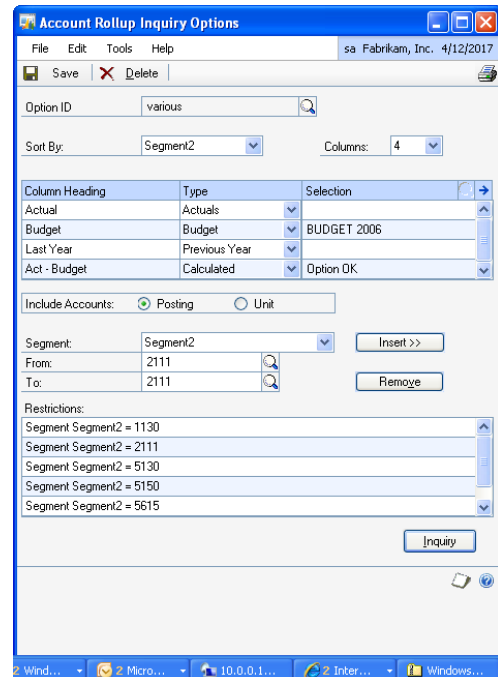 Account Rollup Inquiry Options
File Edit Tools Help sa Fabrikam, Inc. 4/12/2017
Save Delete
Option ID various
Sort By: Segment2 Columns: 4
Column Heading Type Selection
Actual Actuals
Budget Budget BUDGET 2006
Last Year Previous Year
Act - Budget Calculated Option OK
Include Accounts: Posting Unit
Segment: Segment2 Insert >>
From: 2111
To: 2111 Remove
Restrictions:
Segment Segment2 = 1130
Segment Segment2 = 2111
Segment Segment2 = 5130
Segment Segment2 = 5150
Segment Segment2 = 5615
Inquiry
2 Wind... 2 Micro... 10.0.0.1... 2 Inter... Windows...